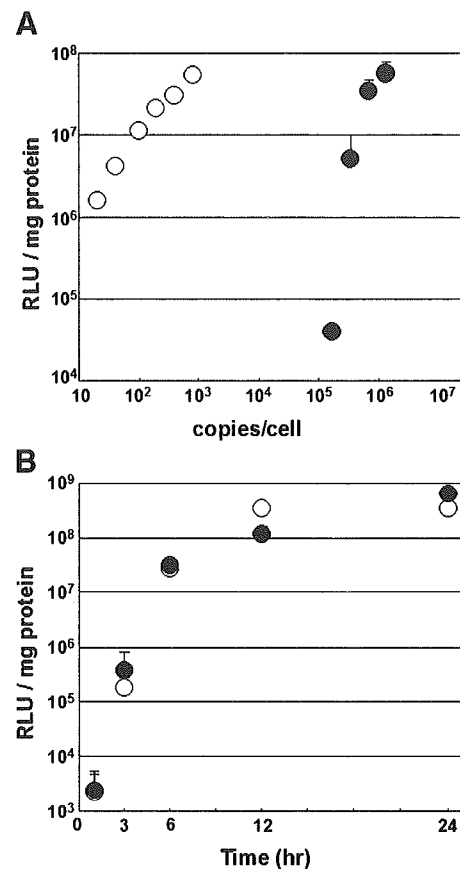 A
RLU / mg protein
10⁸
10⁷
10⁶
10⁵
10⁴
10 10² 10³ 10⁴ 10⁵ 10⁶ 10⁷
copies/cell
B
RLU / mg protein
10⁹
10⁸
10⁷
10⁶
10⁵
10⁴
10³
0 3 6 12 24
Time (hr)